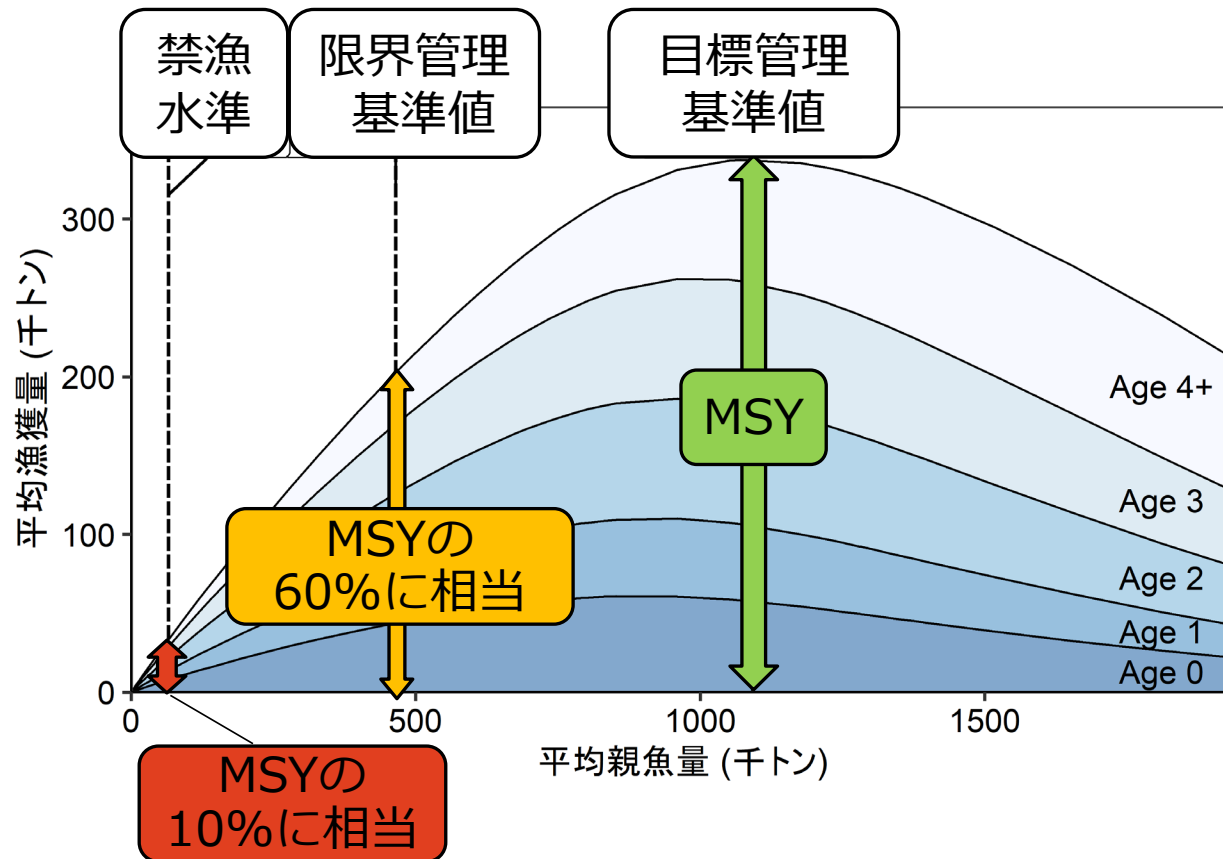 禁漁
水準
限界管理
基準値
目標管理
基準値
平均漁獲量 (千トン)
300
200
100
0
MSY
MSYの
60%に相当
Age 4+
Age 3
Age 2
Age 1
Age 0
0
500
1000
1500
平均親魚量 (千トン)
MSYの
10%に相当